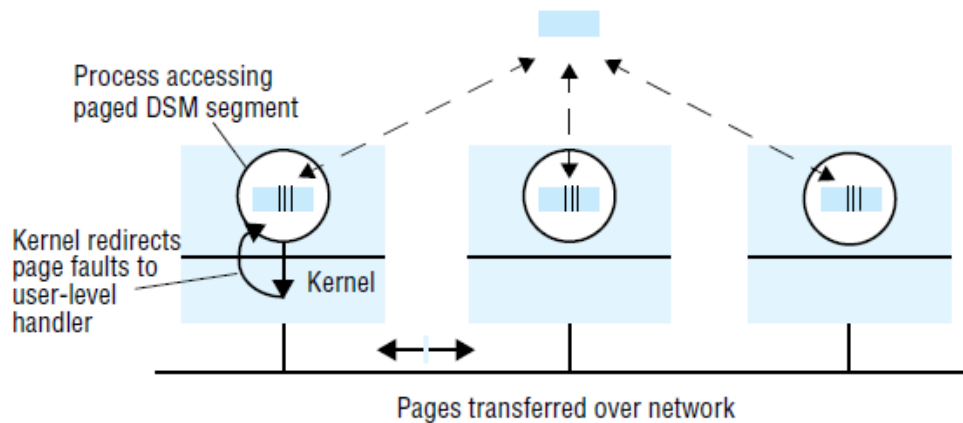 Process accessing
paged DSM segment
Kernel redirects
page faults to
user-level
handler
Kernel
Pages transferred over network